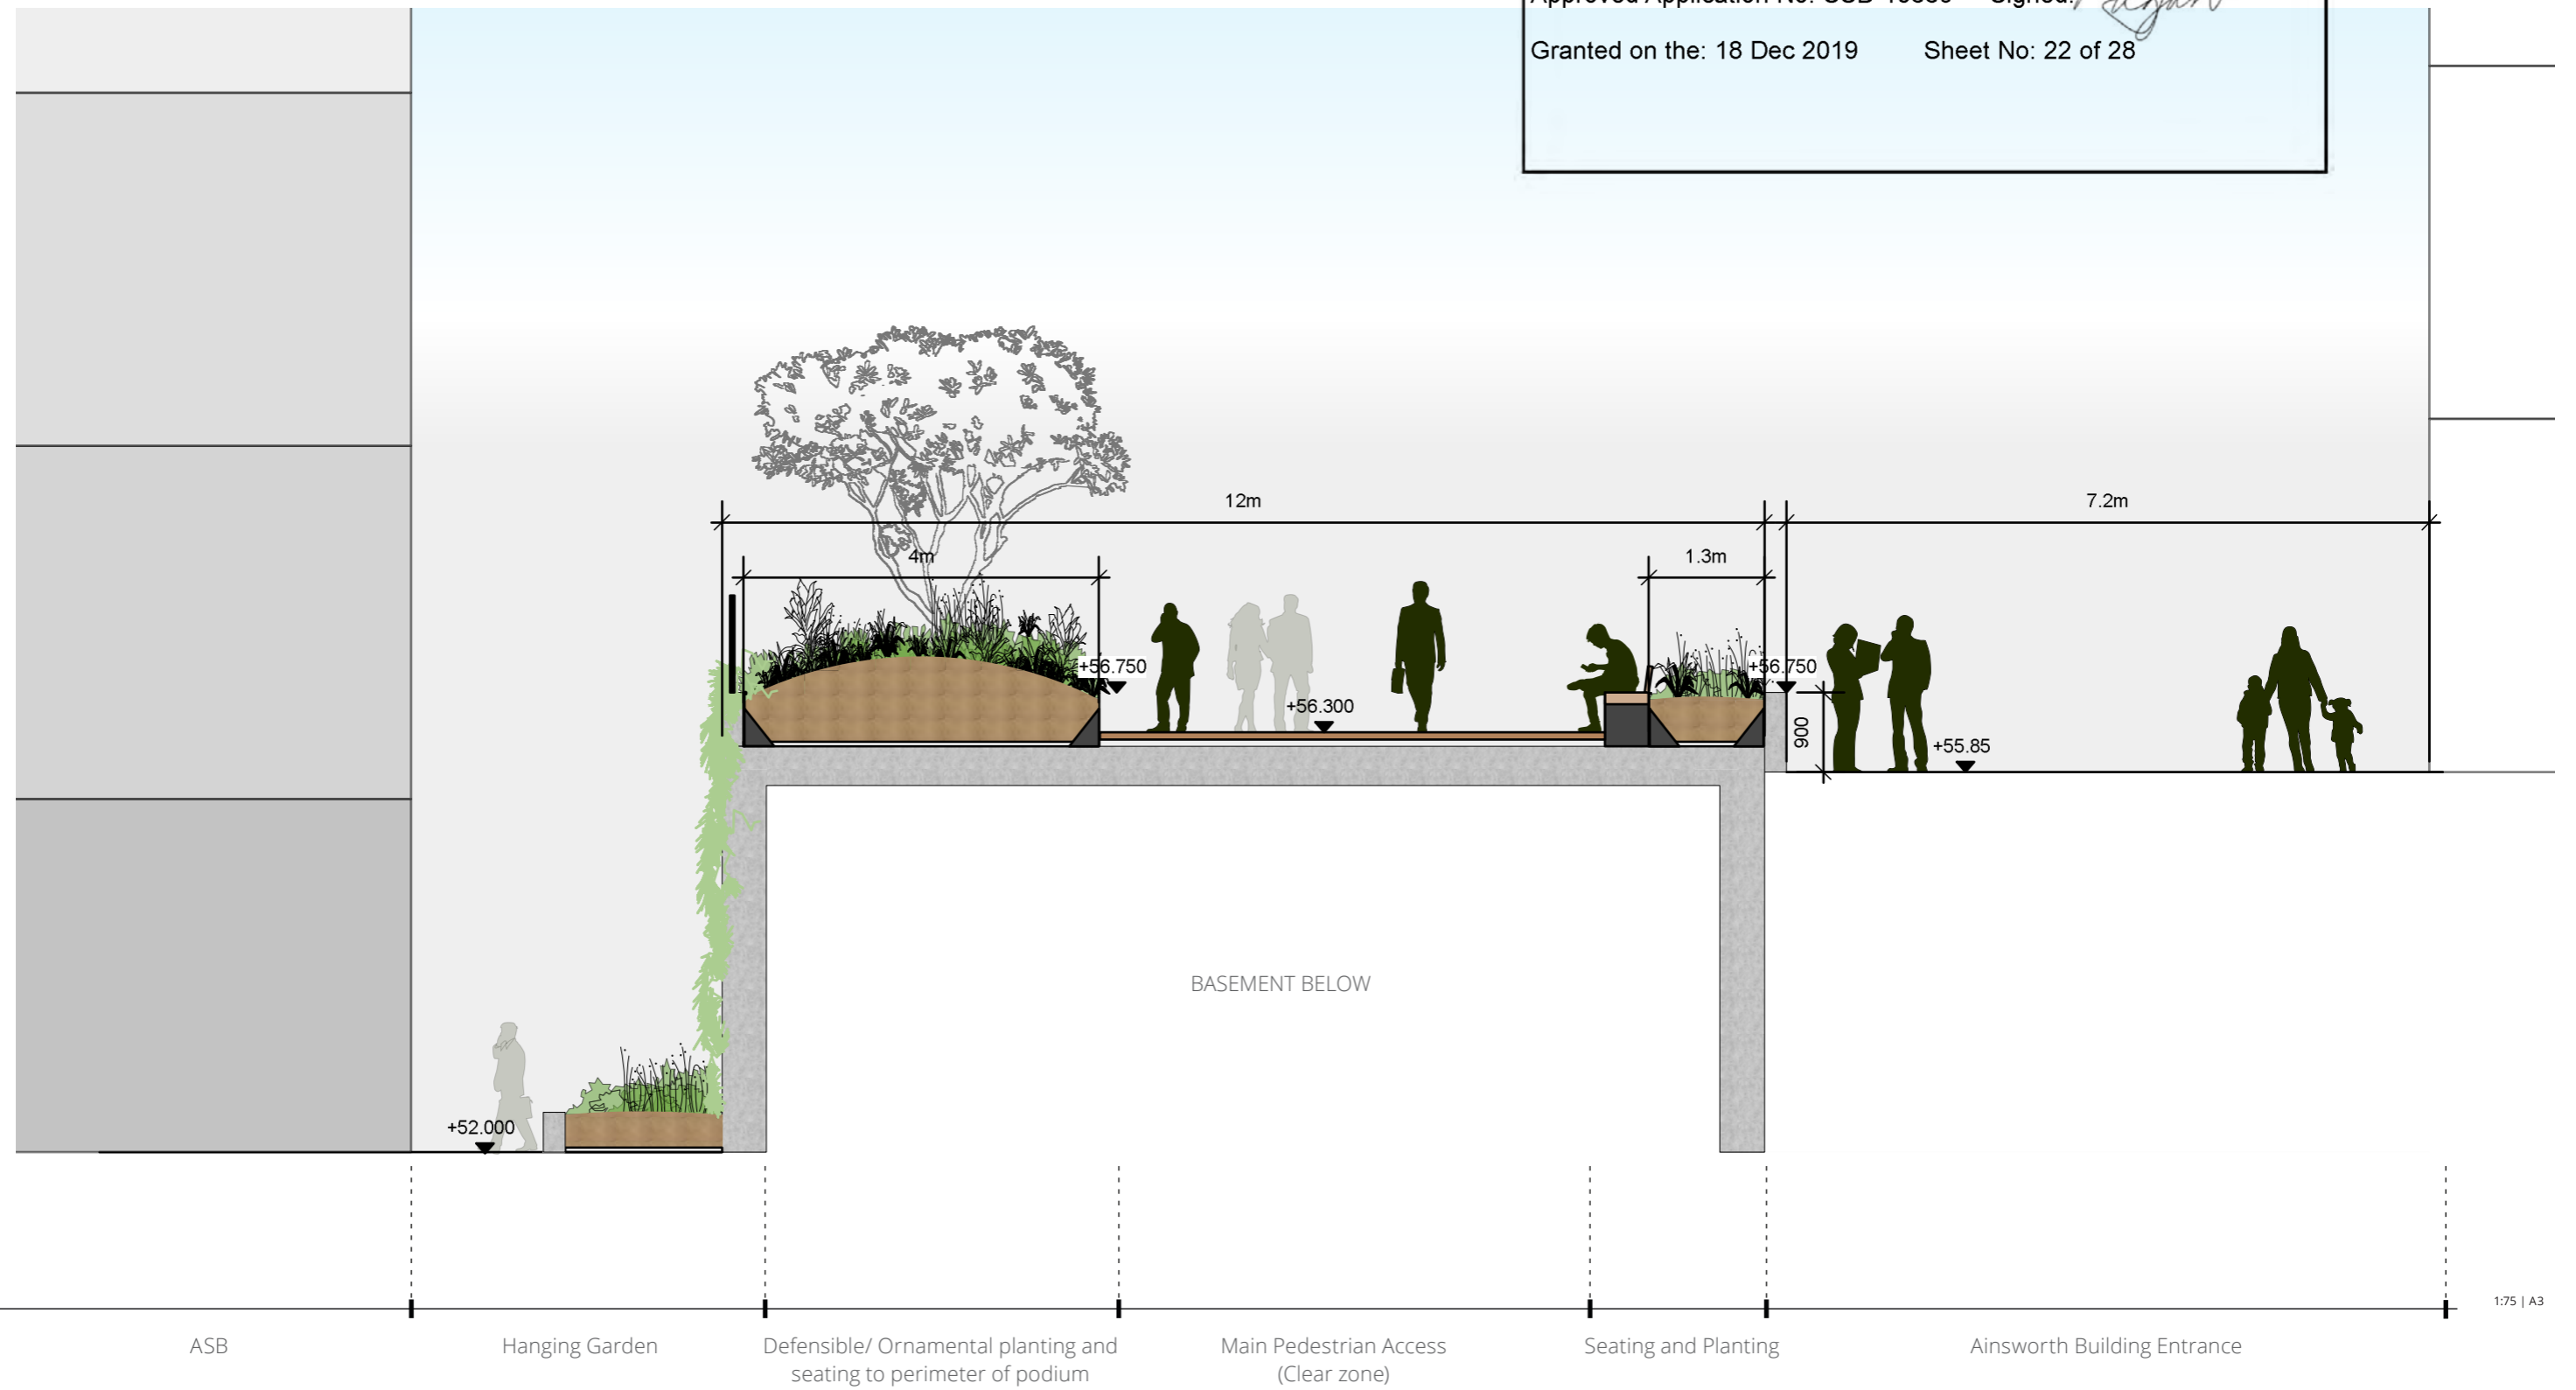 Granted on the: 18 Dec 2019 Sheet No: 22 of 28
12m
7.2m
4m
1.3m
+56.750
+56.750
+56.300
900
+55.85
BASEMENT BELOW
+52.000
1:75 | A3
ASB
Hanging Garden
Defensible/ Ornamental planting and
seating to perimeter of podium
Main Pedestrian Access
(Clear zone)
Seating and Planting
Ainsworth Building Entrance